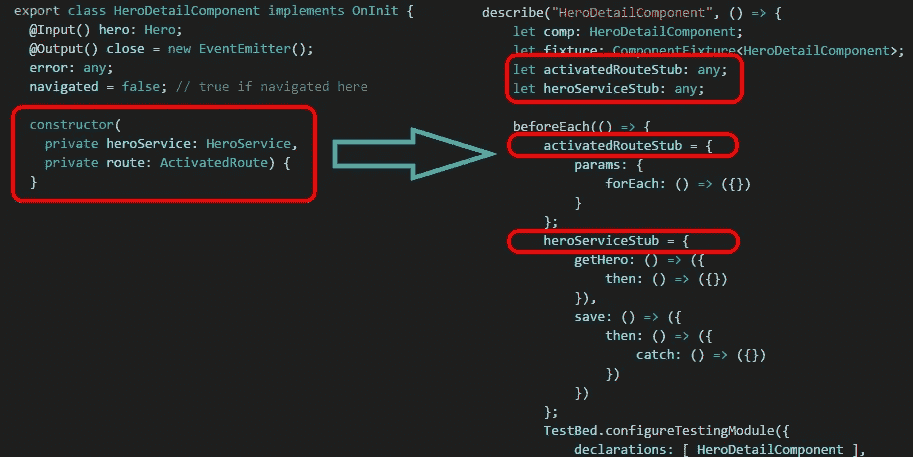 export class HeroDetailComponent implements OnInit {
@Input() hero: Hero;
@Output() close = new EventEmitter();
error: any;
navigated = false; // true if navigated here
constructor(
private heroService: HeroService,
private route: ActivatedRoute) {
}
describe("HeroDetailComponent", () => {
let comp: HeroDetailComponent;
let fixture: ComponentFixture<HeroDetailComponent>;
let activatedRouteStub: any;
let heroServiceStub: any;
beforeEach(() => {
activatedRouteStub = {
params: {
forEach: () => ({})
}
};
heroServiceStub = {
getHero: () => ({
then: () => ({})
}),
save: () => ({
then: () => ({
catch: () => ({})
})
})
};
TestBed.configureTestingModule({
declarations: [ HeroDetailComponent ],